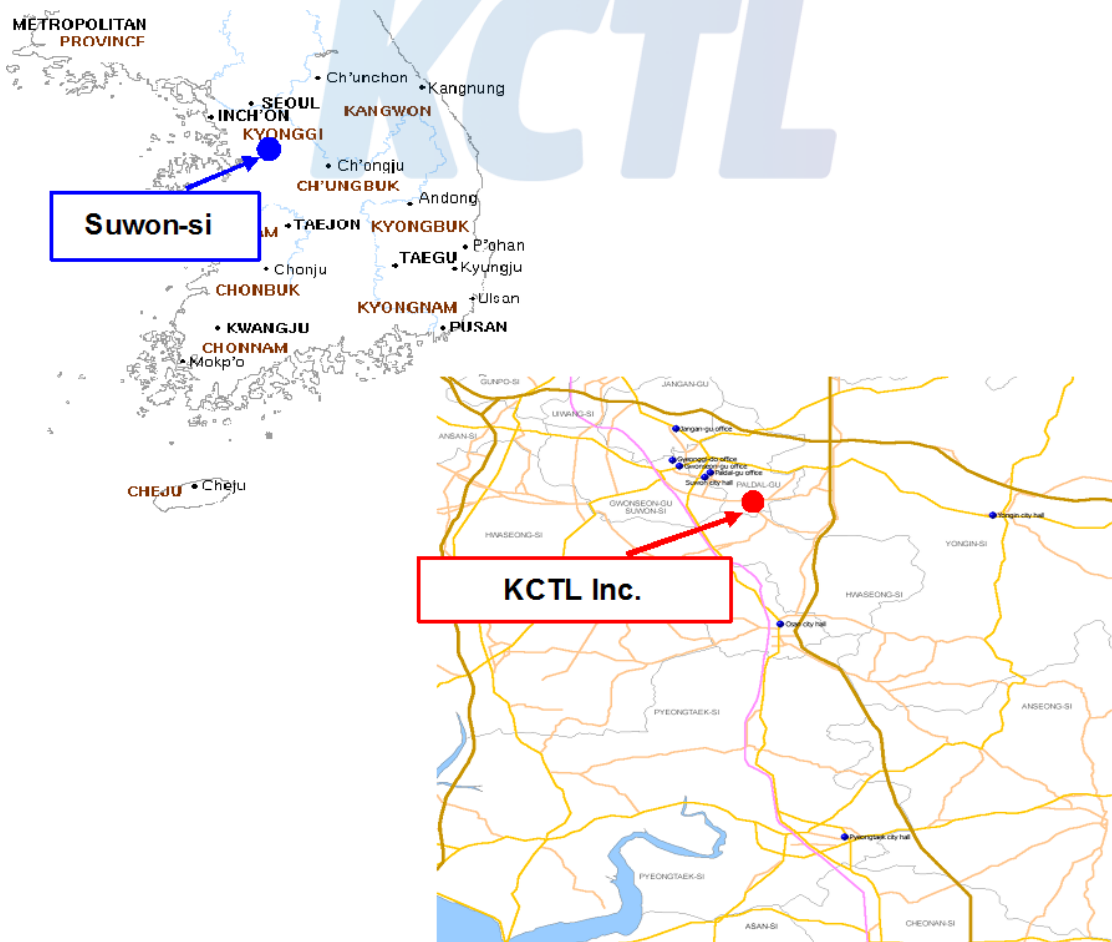 KCTL
METROPOLITAN
PROVINCE
Ch'unchon
Kangnung
SEOUL
INCH'ON
KANGWON
KYONGGI
Ch'ongju
CH'UNGBUK
Suwon-si
Andong
AM
TAEJON
KYONGBUK
P'ohan
TAEGU
Kyungju
Chonju
CHONBUK
Ulsan
KYONGNAM
KWANGJU
PUSAN
CHONNAM
Mokp'o
CHEJU
Cheju
GUNPO-SI
JANGAN-GU
UIWANG-SI
Jangan-gu office
ANSAN-SI
Gyeonggi-do office
Gwonseon-gu office
Paldal-gu office
Suwon city hall
PALDAL-GU
GWONSEON-GU
SUWON-SI
Yongin city hall
HWASEONG-SI
YONGIN-SI
KCTL Inc.
HWASEONG-SI
Osan city hall
PYEONGTAEK-SI
ANSEONG-SI
Pyeongtaek city hall
PYEONGTAEK-SI
ASAN-SI
CHEONAN-SI